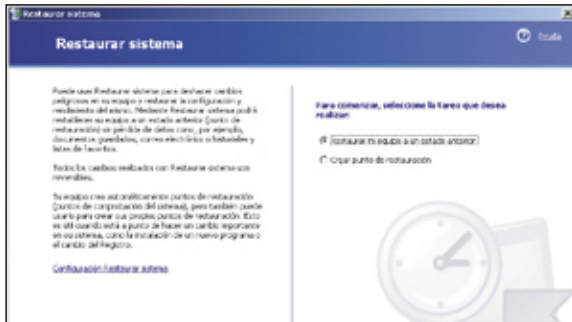 Restaurar sistema
Restaurar sistema
Ayuda
Puede usar Restaurar sistema para deshacer cambios
peligrosos en su equipo y restaurar la configuración y
rendimiento del mismo. Mediante Restaurar sistema podrá
restablecer su equipo a un estado anterior (punto de
restauración) sin pérdida de datos como, por ejemplo,
documentos guardados, correo electrónico o historiales y
listas de favoritos.
Todos los cambios realizados con Restaurar sistema son
reversibles.
Su equipo crea automáticamente puntos de restauración
(puntos de comprobación del sistema), pero también puede
usarlo para crear sus propios puntos de restauración. Esto
es útil cuando está a punto de hacer un cambio importante
en su sistema, como la instalación de un nuevo programa o
el cambio del Registro.
Configuración Restaurar sistema
Para comenzar, seleccione la tarea que desea
realizar:
Restaurar mi equipo a un estado anterior
Crear punto de restauración